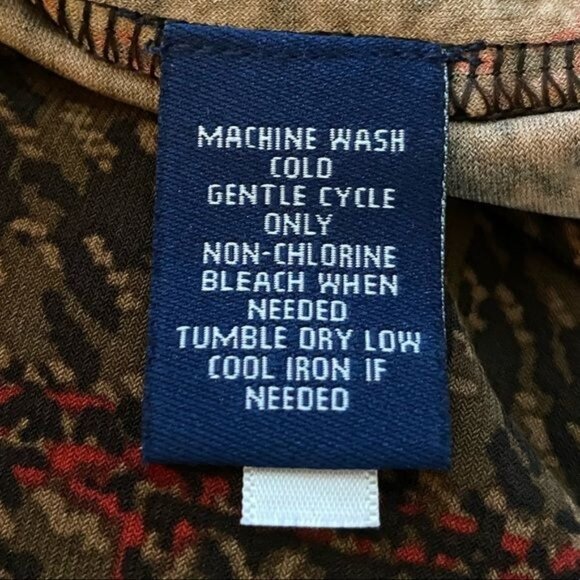 MACHINE WASH
COLD
GENTLE CYCLE
ONLY
NON-CHLORINE
BLEACH WHEN
NEEDED
TUMBLE DRY LOW
COOL IRON IF
NEEDED